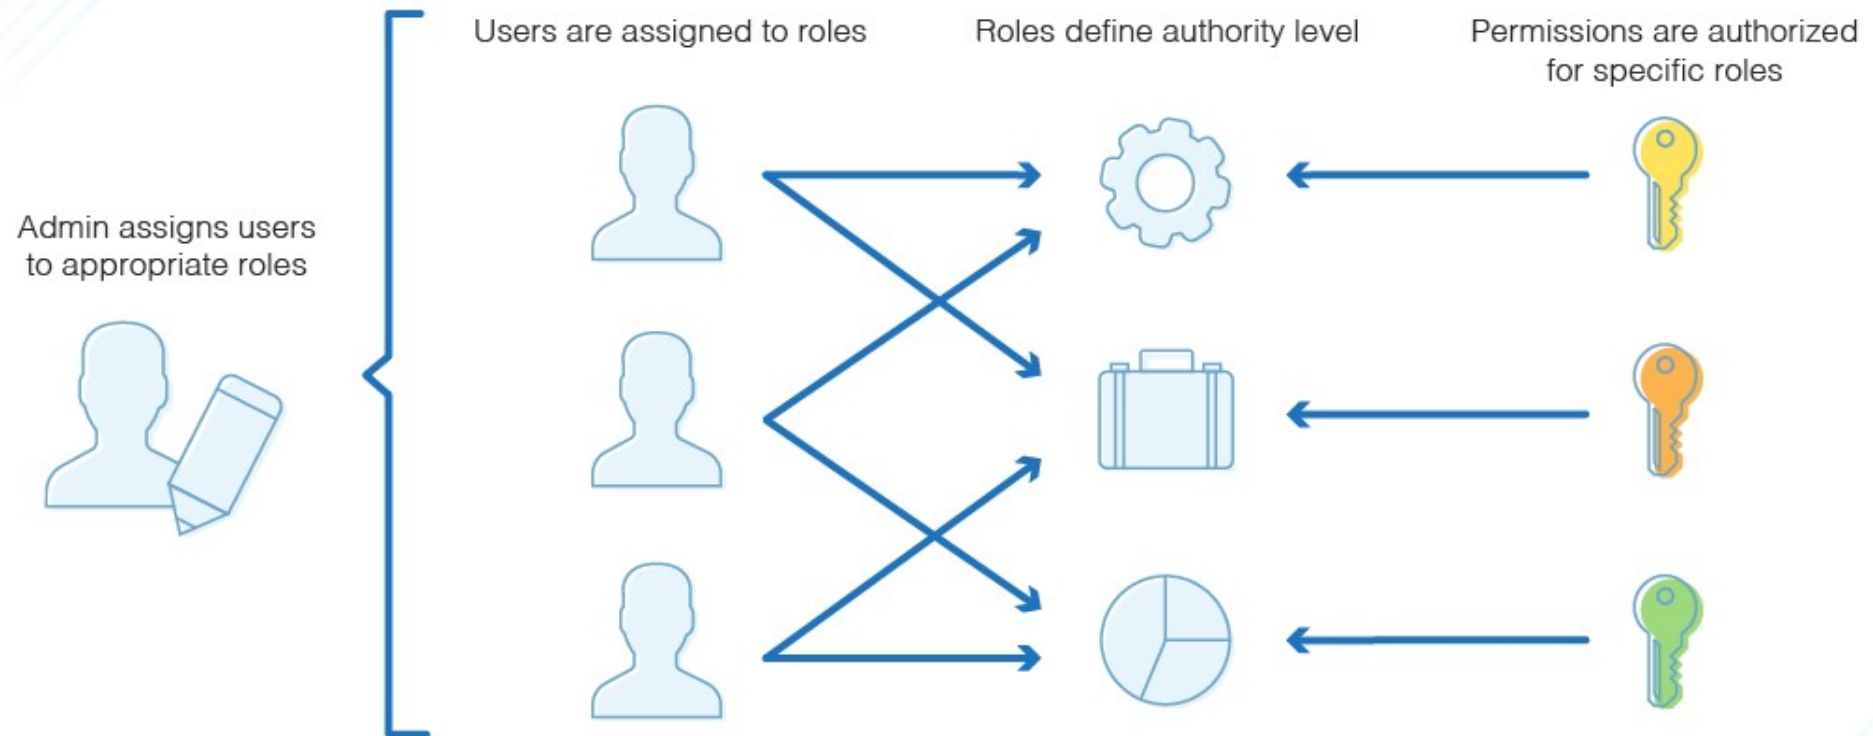 Users are assigned to roles
Roles define authority level
Permissions are authorized
for specific roles
Admin assigns users
to appropriate roles